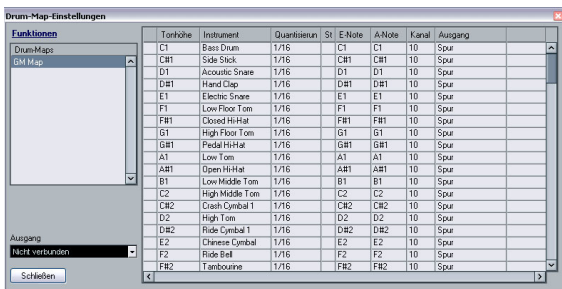 Drum-Map-Einstellungen
Funktionen
Drum-Maps
GM Map
Ausgang
Nicht verbunden
Schließen
Tonhöhe Instrument Quantisierun St E-Note A-Note Kanal Ausgang
C1 Bass Drum 1/16 C1 C1 10 Spur
C#1 Side Stick 1/16 C#1 C#1 10 Spur
D1 Acoustic Snare 1/16 D1 D1 10 Spur
D#1 Hand Clap 1/16 D#1 D#1 10 Spur
E1 Electric Snare 1/16 E1 E1 10 Spur
F1 Low Floor Tom 1/16 F1 F1 10 Spur
F#1 Closed Hi-Hat 1/16 F#1 F#1 10 Spur
G1 High Floor Tom 1/16 G1 G1 10 Spur
G#1 Pedal Hi-Hat 1/16 G#1 G#1 10 Spur
A1 Low Tom 1/16 A1 A1 10 Spur
A#1 Open Hi-Hat 1/16 A#1 A#1 10 Spur
B1 Low Middle Tom 1/16 B1 B1 10 Spur
C2 High Middle Tom 1/16 C2 C2 10 Spur
C#2 Crash Cymbal 1 1/16 C#2 C#2 10 Spur
D2 High Tom 1/16 D2 D2 10 Spur
D#2 Ride Cymbal 1 1/16 D#2 D#2 10 Spur
E2 Chinese Cymbal 1/16 E2 E2 10 Spur
F2 Ride Bell 1/16 F2 F2 10 Spur
F#2 Tambourine 1/16 F#2 F#2 10 Spur